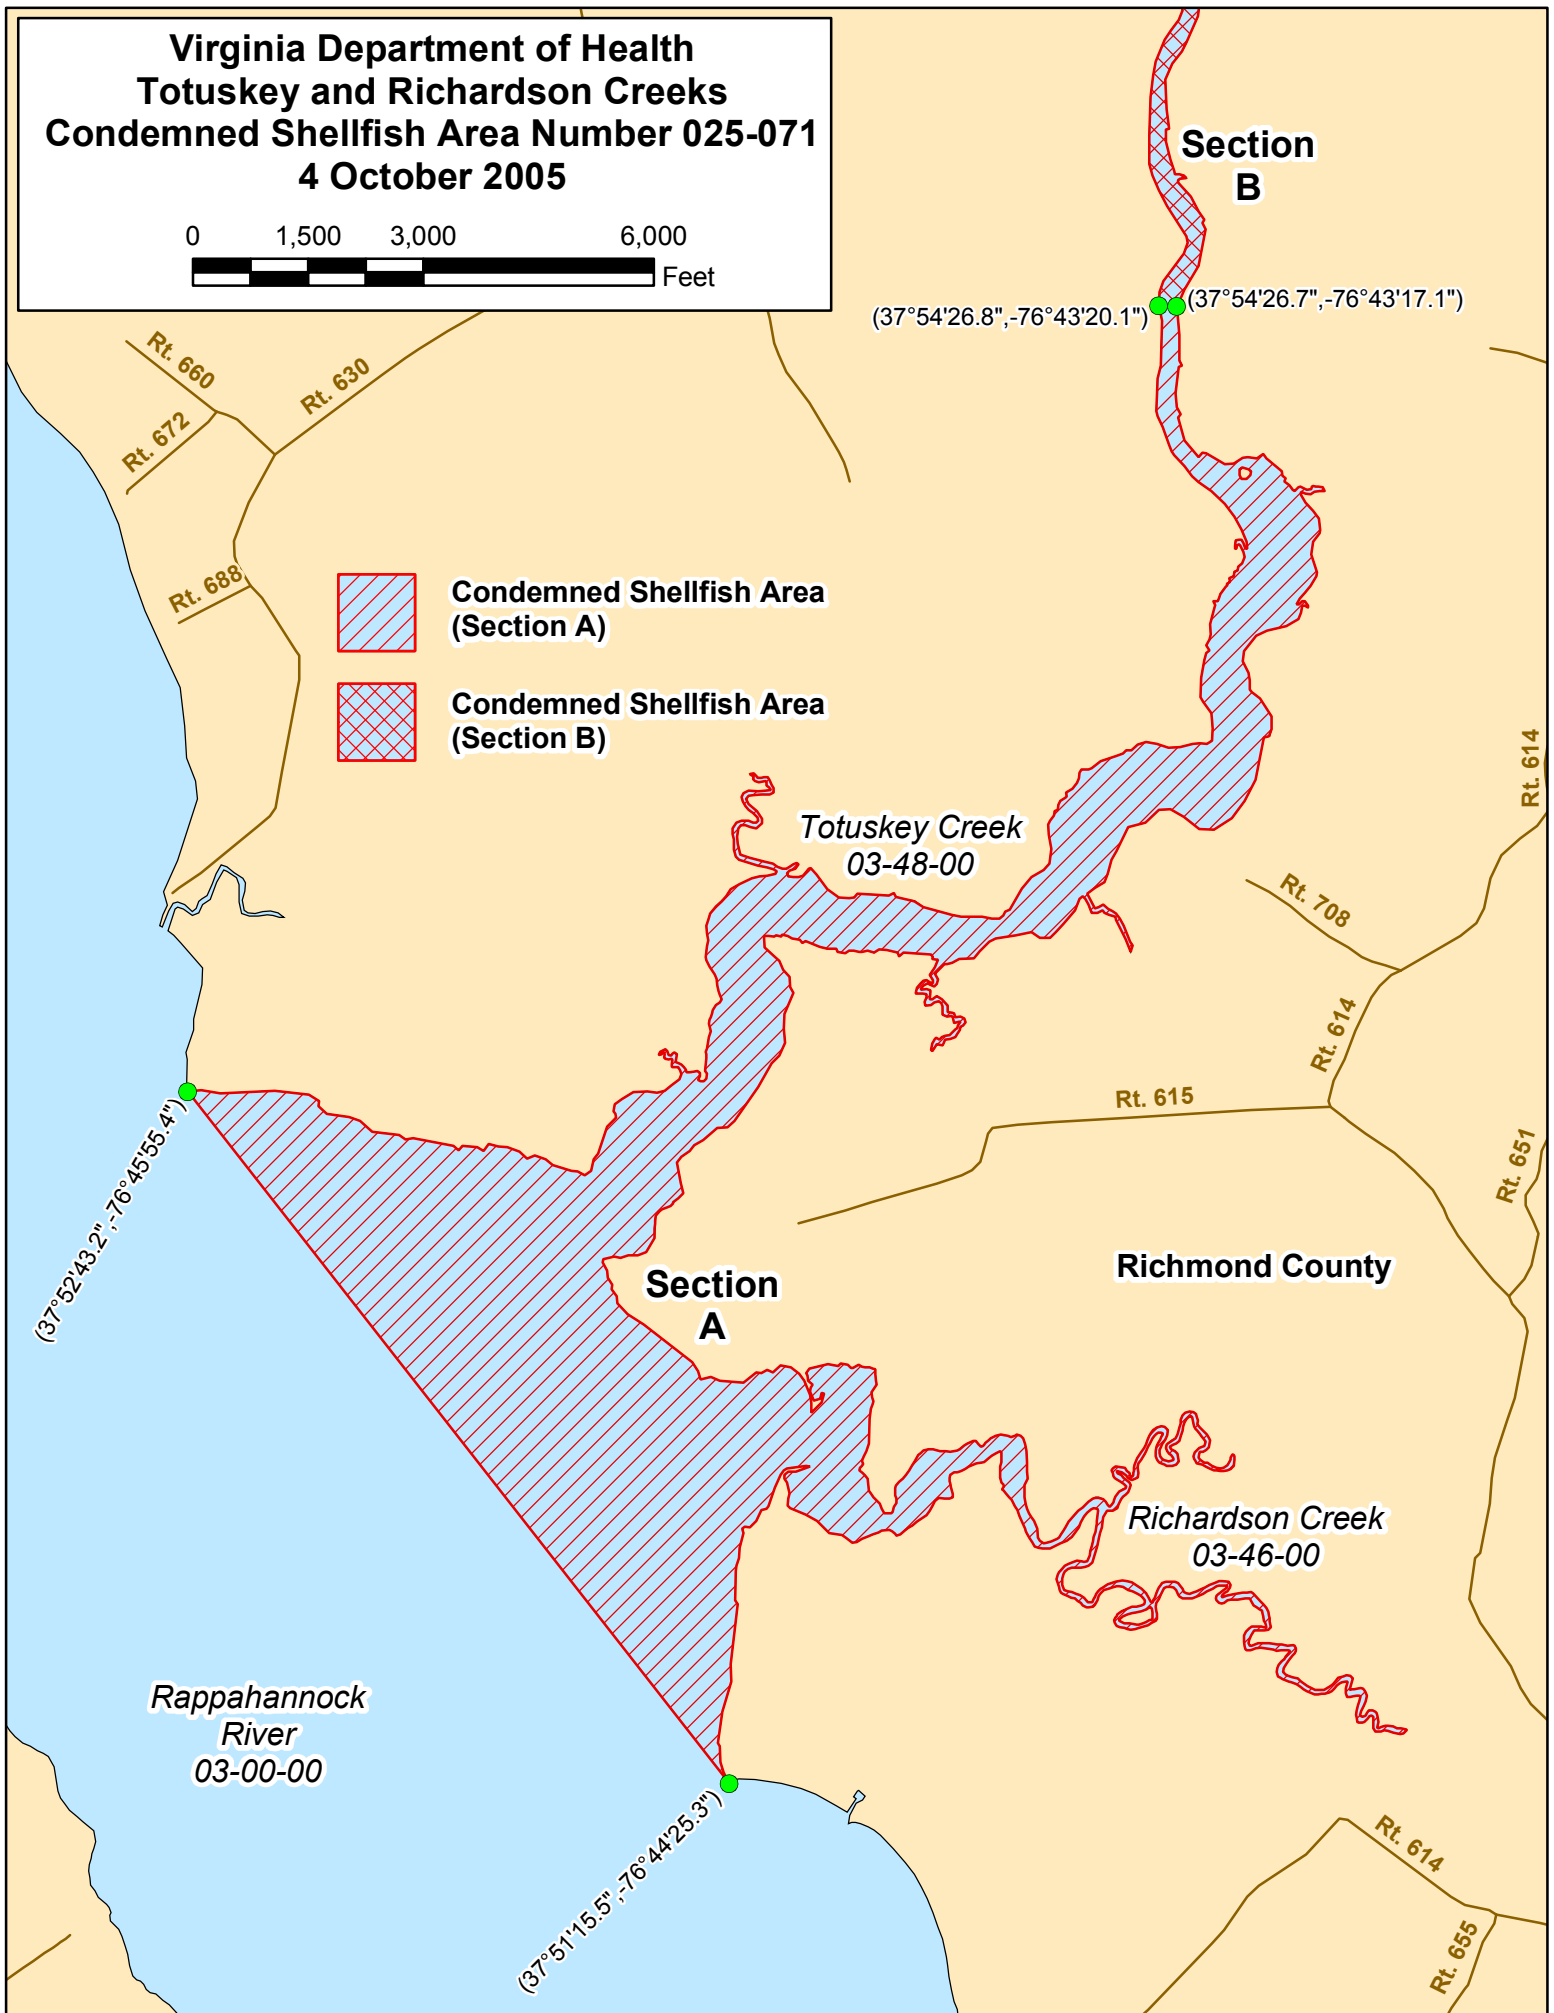 Virginia Department of Health
Totuskey and Richardson Creeks
Condemned Shellfish Area Number 025-071
4 October 2005
0 1,500 3,000 6,000
Feet
Section
B
(37°54'26.8",-76°43'20.1")
(37°54'26.7",-76°43'17.1")
Rt. 660
Rt. 630
Rt. 672
Rt. 688
Condemned Shellfish Area
(Section A)
Condemned Shellfish Area
(Section B)
Rt. 614
Totuskey Creek
03-48-00
Rt. 708
Rt. 614
Rt. 615
Rt. 651
(37°52'43.2",-76°45'55.4")
Richmond County
Section
A
Richardson Creek
03-46-00
Rappahannock
River
03-00-00
(37°51'15.5",-76°44'25.3")
Rt. 614
Rt. 655